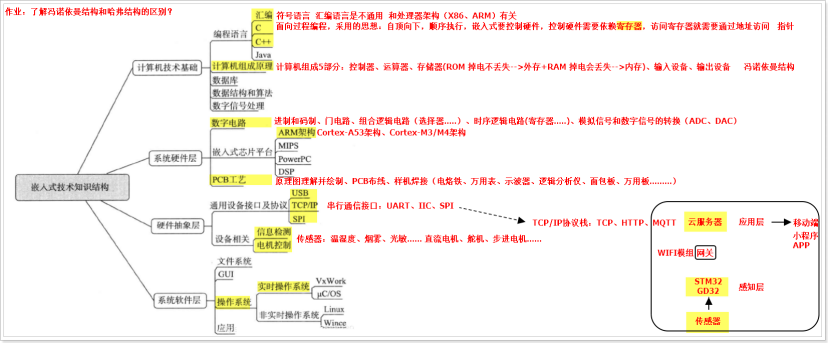 作业：了解冯诺依曼结构和哈弗结构的区别？
汇编 符号语言 汇编语言是不通用 和处理器架构（X86、ARM）有关
编程语言
C 面向过程编程，采用的思想：自顶向下，顺序执行，嵌入式要控制硬件，控制硬件需要依赖寄存器，访问寄存器就需要通过地址访问 指针
C++
Java
计算机技术基础
计算机组成原理 计算机组成5部分：控制器、运算器、存储器(ROM 掉电不丢失-->外存+RAM 掉电会丢失-->内存)、输入设备、输出设备 冯诺依曼结构
数据库
数据结构和算法
数字信号处理
数字电路 进制和码制、门电路、组合逻辑电路（选择器.....）、时序逻辑电路(寄存器.....)、模拟信号和数字信号的转换（ADC、DAC）
ARM架构 Cortex-A53架构、Cortex-M3/M4架构
系统硬件层
嵌入式芯片平台
MIPS
PowerPC
DSP
PCB工艺 原理图理解并绘制、PCB布线、样机焊接（电烙铁、万用表、示波器、逻辑分析仪、面包板、万用板.........）
嵌入式技术知识结构
硬件抽象层
通用设备接口及协议
USB
TCP/IP 串行通信接口：UART、IIC、SPI
SPI
设备相关
信息检测
电机控制
传感器：温湿度、烟雾、光敏...... 直流电机、舵机、步进电机......
TCP/IP协议栈：TCP、HTTP、MQTT
云服务器 应用层
移动端
小程序
APP
WIFI模组 网关
STM32
GD32
感知层
传感器
系统软件层
文件系统
GUI
操作系统
实时操作系统
VxWork
μC/OS
非实时操作系统
Linux
Wince
应用